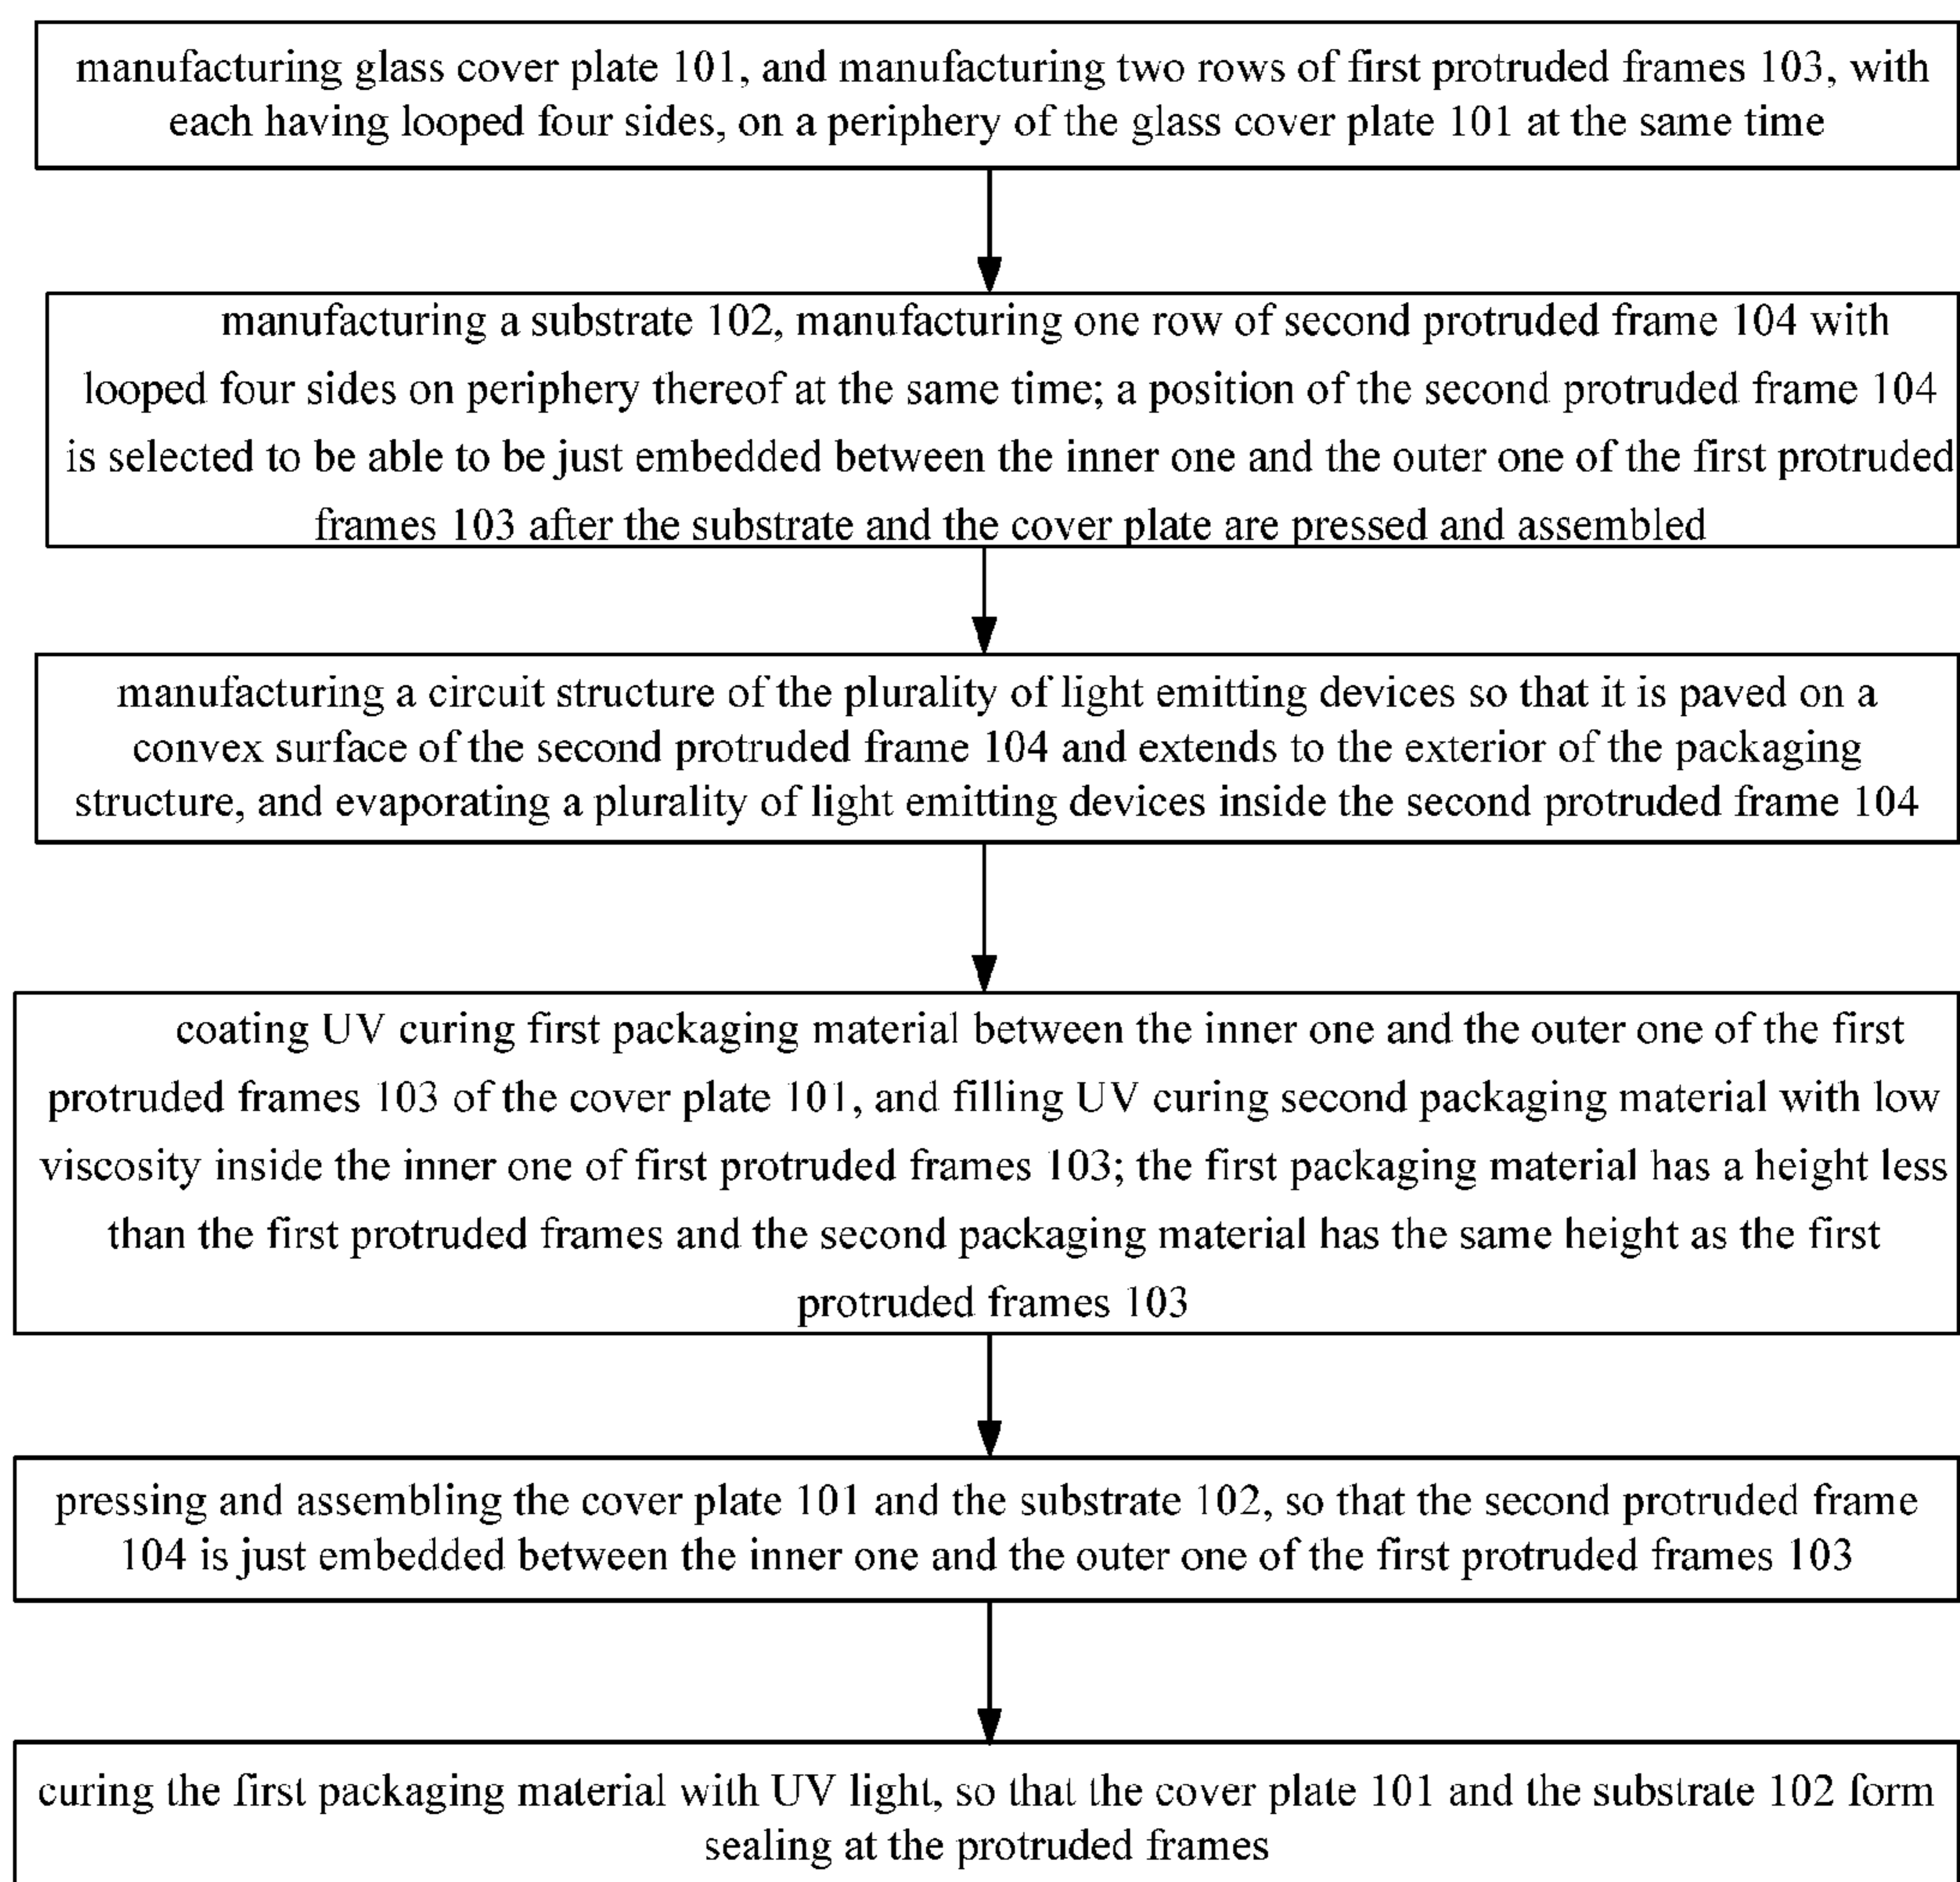 manufacturing glass cover plate 101, and manufacturing two rows of first protruded frames 103, with
each having looped four sides, on a periphery of the glass cover plate 101 at the same time
manufacturing a substrate 102, manufacturing one row of second protruded frame 104 with
looped four sides on periphery thereof at the same time; a position of the second protruded frame 104
is selected to be able to be just embedded between the inner one and the outer one of the first protruded
frames 103 after the substrate and the cover plate are pressed and assembled
manufacturing a circuit structure of the plurality of light emitting devices so that it is paved on a
convex surface of the second protruded frame 104 and extends to the exterior of the packaging
structure, and evaporating a plurality of light emitting devices inside the second protruded frame 104
coating UV curing first packaging material between the inner one and the outer one of the first
protruded frames 103 of the cover plate 101, and filling UV curing second packaging material with low
viscosity inside the inner one of first protruded frames 103; the first packaging material has a height less
than the first protruded frames and the second packaging material has the same height as the first
protruded frames 103
pressing and assembling the cover plate 101 and the substrate 102, so that the second protruded frame
104 is just embedded between the inner one and the outer one of the first protruded frames 103
curing the first packaging material with UV light, so that the cover plate 101 and the substrate 102 form
sealing at the protruded frames